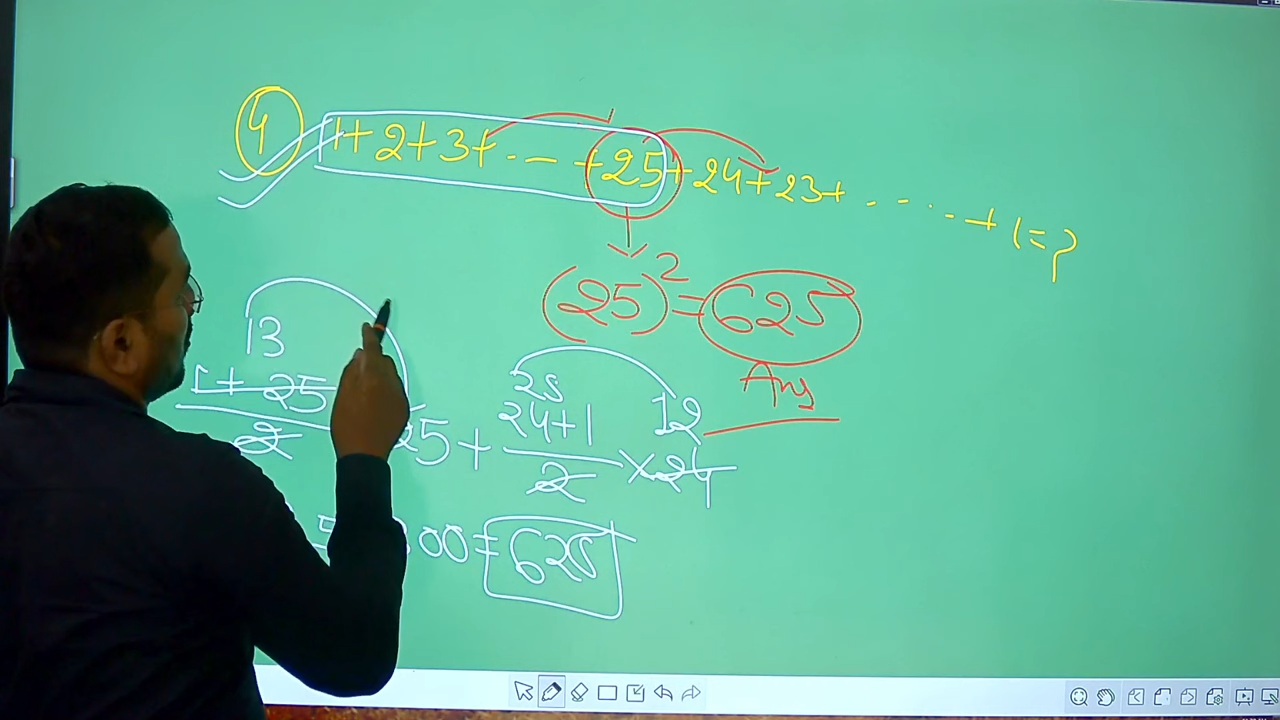 4 1+2+3+..– +25+24+23+.....+1=?
(25)²=625
Ans
13 25 12
1+25 25 + 24+1 ×24
2 2
00=625